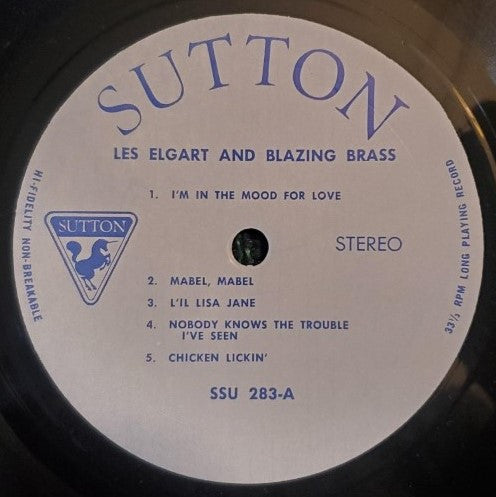 SUTTON
LES ELGART AND BLAZING BRASS
1. I'M IN THE MOOD FOR LOVE
STEREO
2. MABEL, MABEL
3. L'IL LISA JANE
4. NOBODY KNOWS THE TROUBLE
I'VE SEEN
5. CHICKEN LICKIN'
SSU 283-A
HI-FIDELITY NON-BREAKABLE
SUTTON
33⅓ RPM LONG PLAYING RECORD